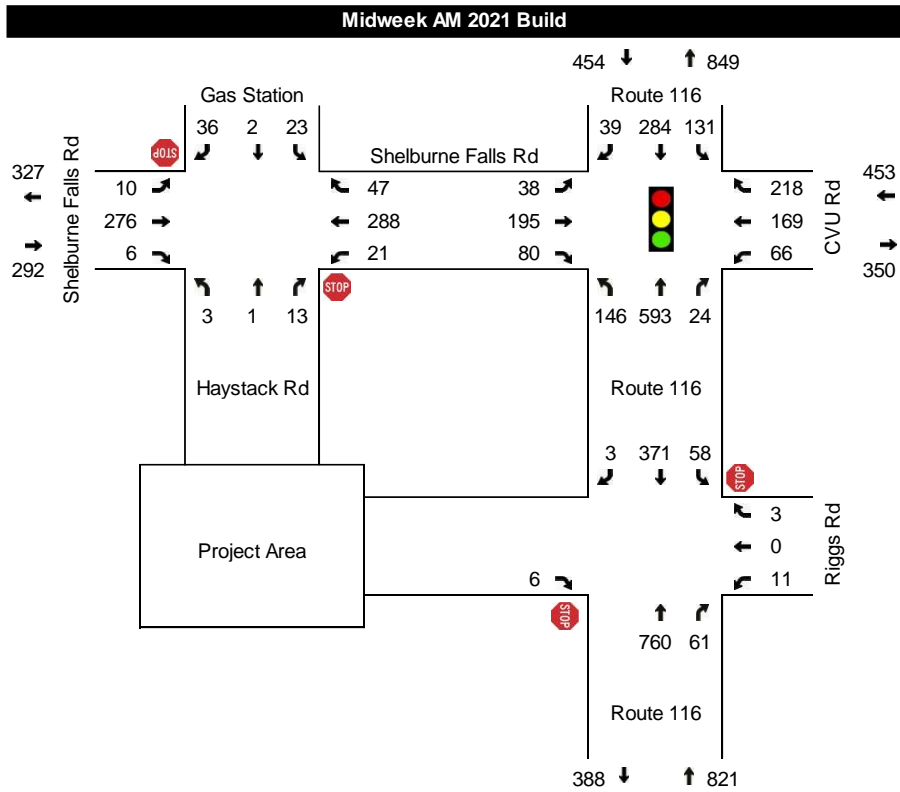 Midweek AM 2021 Build
454 849
Gas Station Route 116
36 2 23 39 284 131
STOP
Shelburne Falls Rd
327 453
10 47 38 218
276 288 195 169
6 21 80 66
292 350
Shelburne Falls Rd
CVU Rd
STOP
3 1 13 146 593 24
Haystack Rd Route 116
3 371 58
STOP
3
Project Area 0
6 11
Riggs Rd
STOP
760 61
Route 116
388 821